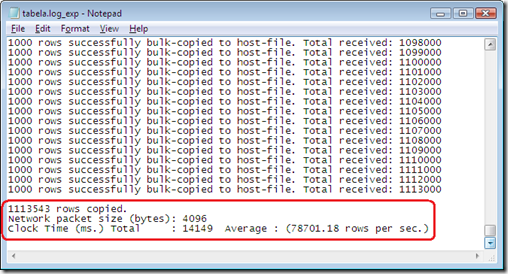 tabela.log_exp - Notepad
File Edit Format View Help
1000 rows successfully bulk-copied to host-file. Total received: 1098000
1000 rows successfully bulk-copied to host-file. Total received: 1099000
1000 rows successfully bulk-copied to host-file. Total received: 1100000
1000 rows successfully bulk-copied to host-file. Total received: 1101000
1000 rows successfully bulk-copied to host-file. Total received: 1102000
1000 rows successfully bulk-copied to host-file. Total received: 1103000
1000 rows successfully bulk-copied to host-file. Total received: 1104000
1000 rows successfully bulk-copied to host-file. Total received: 1105000
1000 rows successfully bulk-copied to host-file. Total received: 1106000
1000 rows successfully bulk-copied to host-file. Total received: 1107000
1000 rows successfully bulk-copied to host-file. Total received: 1108000
1000 rows successfully bulk-copied to host-file. Total received: 1109000
1000 rows successfully bulk-copied to host-file. Total received: 1110000
1000 rows successfully bulk-copied to host-file. Total received: 1111000
1000 rows successfully bulk-copied to host-file. Total received: 1112000
1000 rows successfully bulk-copied to host-file. Total received: 1113000
1113543 rows copied.
Network packet size (bytes): 4096
Clock Time (ms.) Total : 14149 Average : (78701.18 rows per sec.)